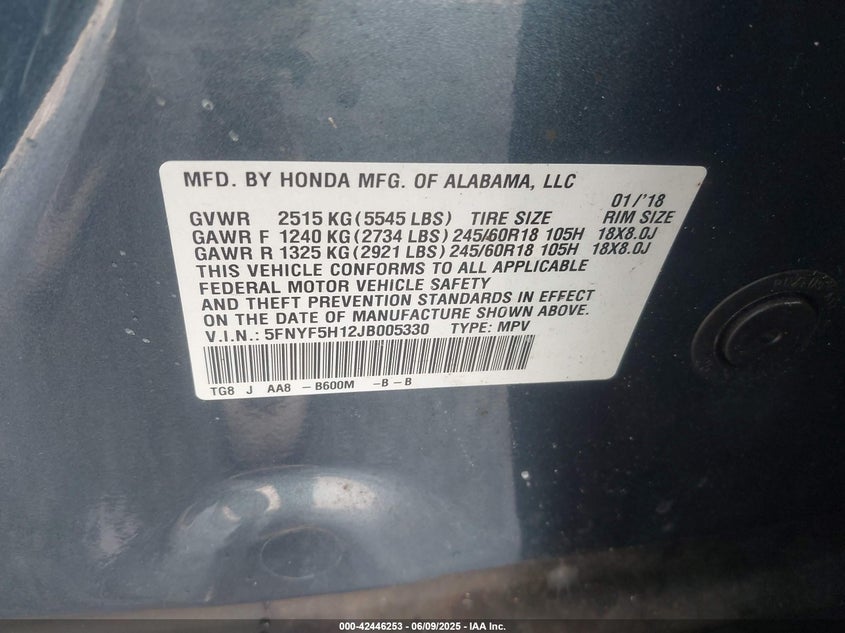 MFD. BY HONDA MFG. OF ALABAMA, LLC
01/'18
GVWR 2515 KG (5545 LBS) TIRE SIZE RIM SIZE
GAWR F 1240 KG (2734 LBS) 245/60R18 105H 18X8.0J
GAWR R 1325 KG (2921 LBS) 245/60R18 105H 18X8.0J
THIS VEHICLE CONFORMS TO ALL APPLICABLE
FEDERAL MOTOR VEHICLE SAFETY
AND THEFT PREVENTION STANDARDS IN EFFECT
ON THE DATE OF MANUFACTURE SHOWN ABOVE.
V.I.N.: 5FNYF5H12JB005330 TYPE: MPV
TG8 J AA8 - B600M - B - B
000-42446253 | 06/09/2025 - IAA Inc.